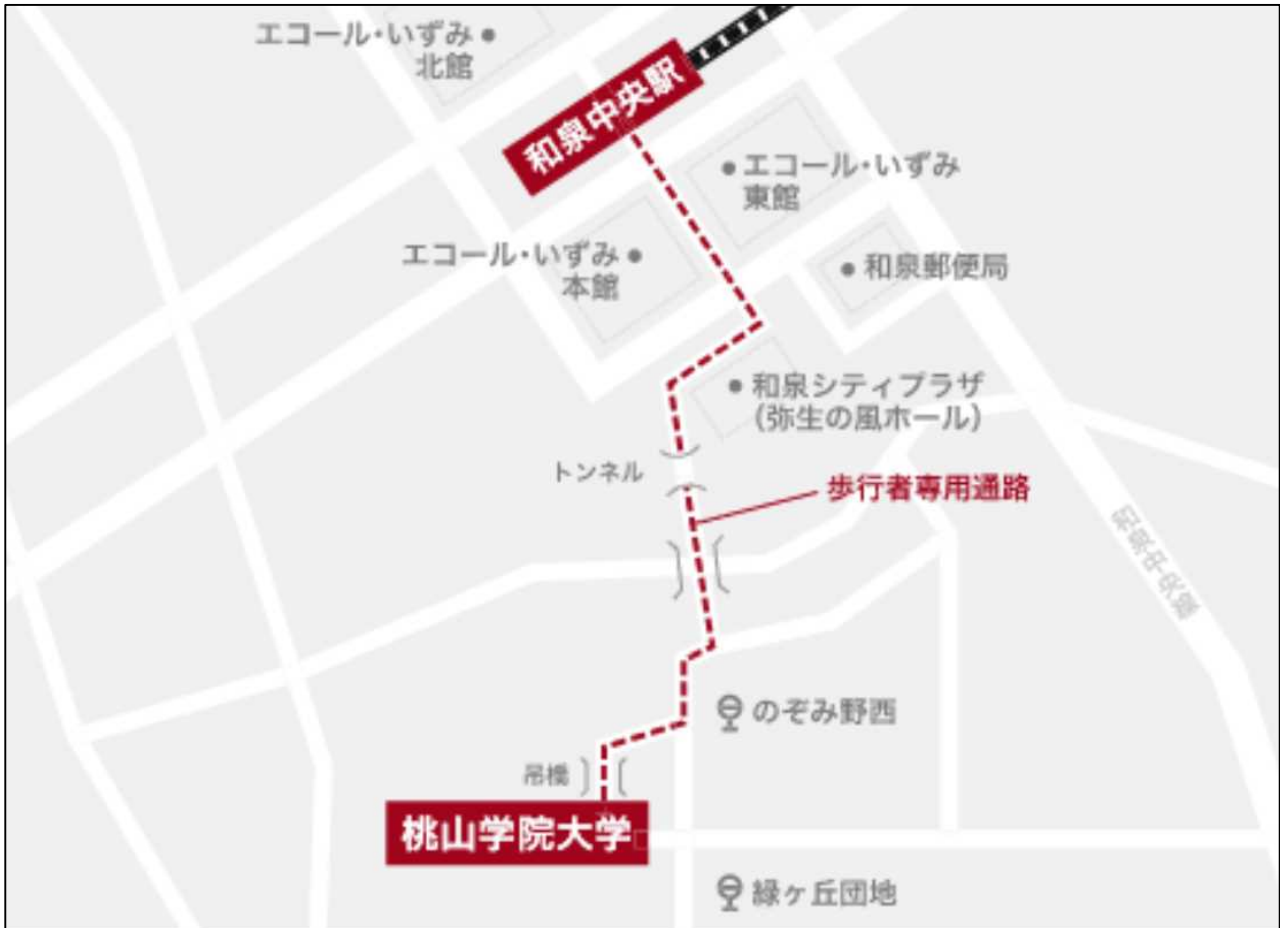 エコール・いずみ
北館
和泉中央駅
エコール・いずみ
東館
エコール・いずみ
本館
和泉郵便局
和泉シティプラザ
(弥生の風ホール)
トンネル
歩行者専用通路
和泉中央線
のぞみ野西
吊橋
桃山学院大学
緑ヶ丘団地